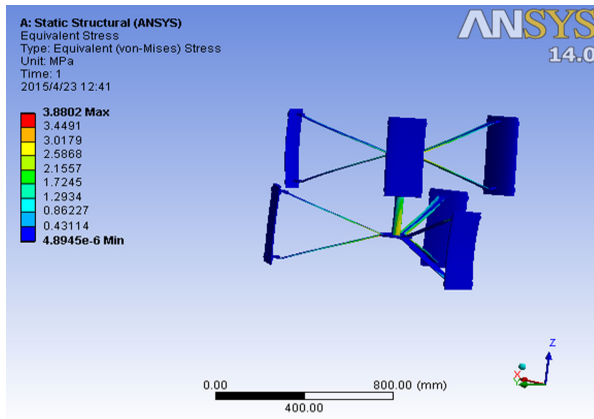 A: Static Structural (ANSYS)
Equivalent Stress
Type: Equivalent (von-Mises) Stress
Unit: MPa
Time: 1
2015/4/23 12:41
ANSYS
14.0
3.8802 Max
3.4491
3.0179
2.5868
2.1557
1.7245
1.2934
0.86227
0.43114
4.8945e-6 Min
Z
X
Y
0.00 800.00 (mm)
400.00